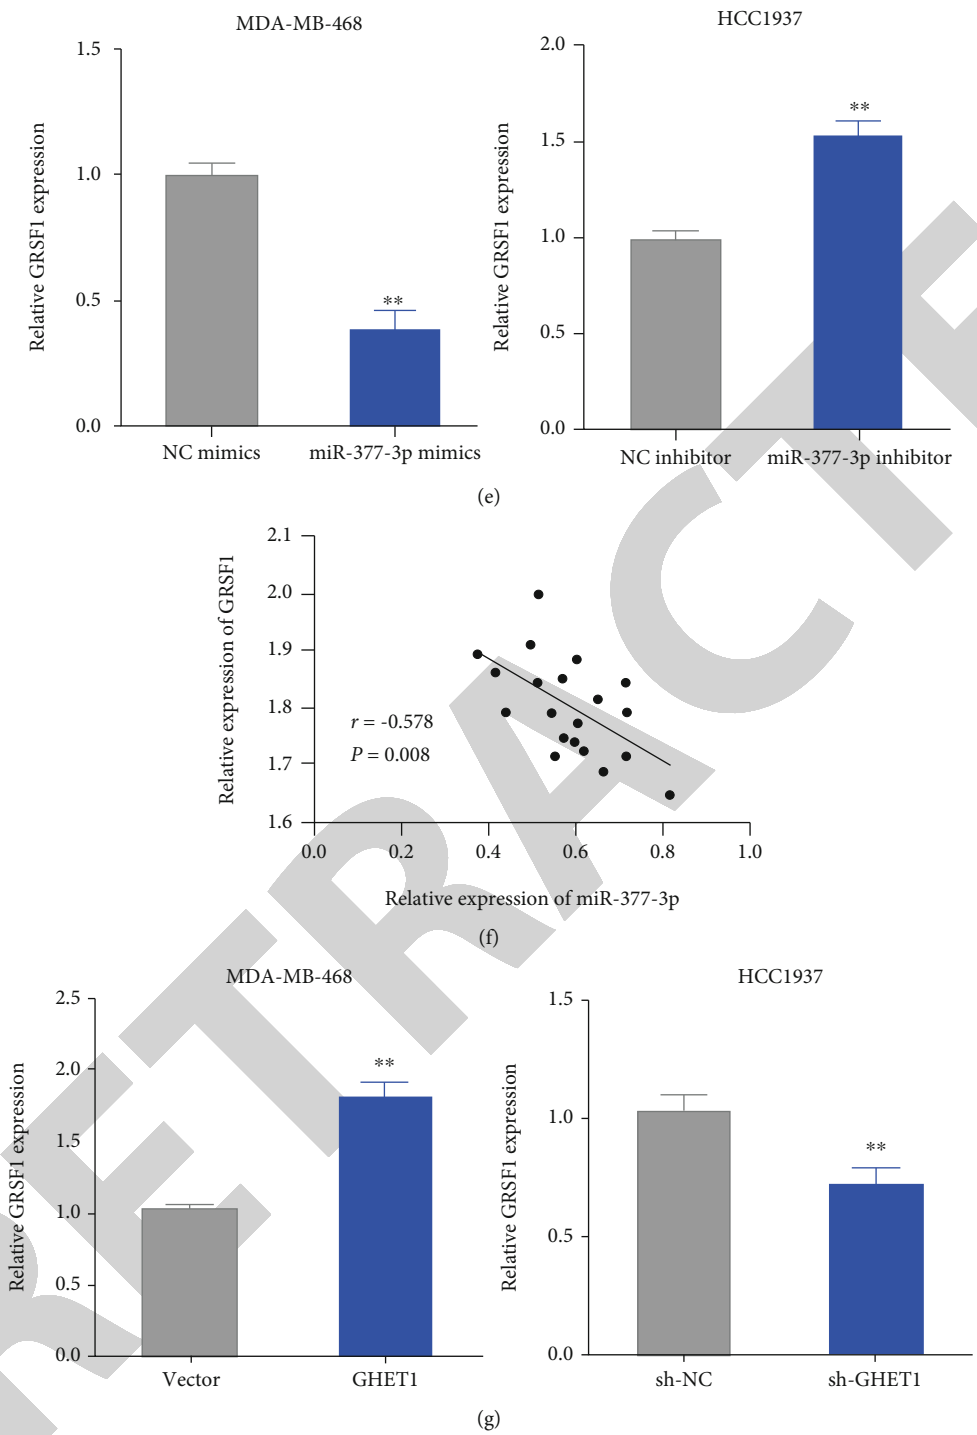 MDA-MB-468
1.5
1.0
0.5
0.0
Relative GRSF1 expression
**
NC mimics
miR-377-3p mimics
HCC1937
2.0
1.5
1.0
0.5
0.0
Relative GRSF1 expression
**
NC inhibitor
miR-377-3p inhibitor
(e)
2.1
2.0
1.9
1.8
1.7
1.6
Relative expression of GRSF1
r = -0.578
P = 0.008
0.0 0.2 0.4 0.6 0.8 1.0
Relative expression of miR-377-3p
(f)
MDA-MB-468
2.5
2.0
1.5
1.0
0.5
0.0
Relative GRSF1 expression
**
Vector
GHET1
HCC1937
1.5
1.0
0.5
0.0
Relative GRSF1 expression
**
sh-NC
sh-GHET1
(g)
RETRACTE